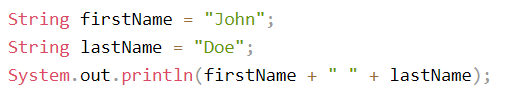 String firstName = "John";
String lastName = "Doe";
System.out.println(firstName + " " + lastName);